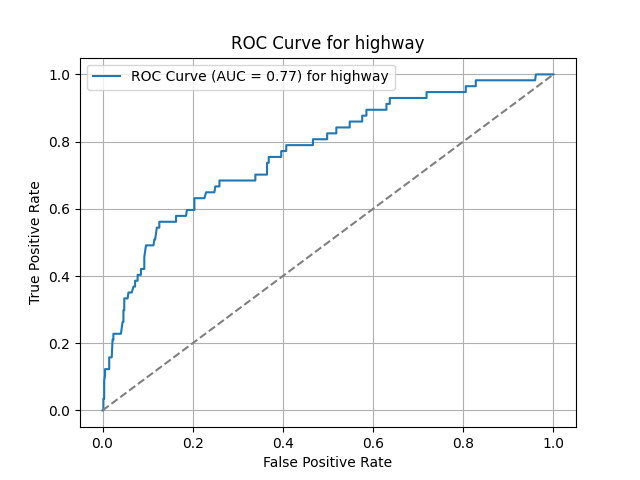 ROC Curve for highway
ROC Curve (AUC = 0.77) for highway
True Positive Rate
1.0
0.8
0.6
0.4
0.2
0.0
0.0 0.2 0.4 0.6 0.8 1.0
False Positive Rate